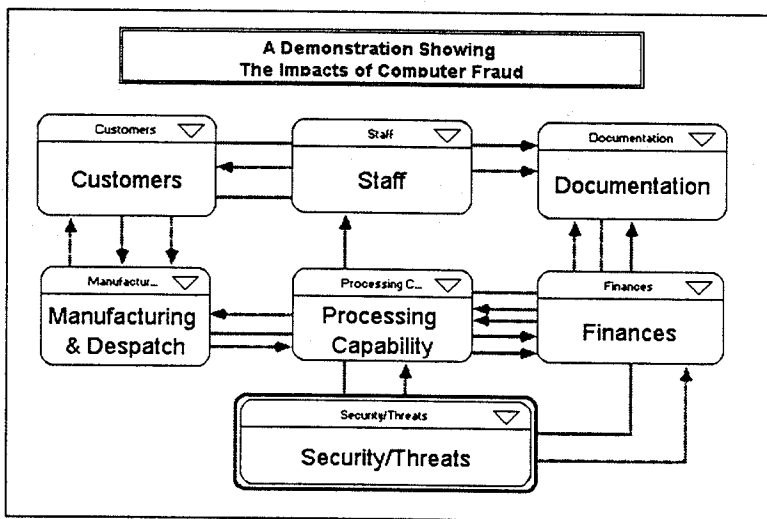 A Demonstration Showing
The Impacts of Computer Fraud
Customers
Staff
Documentation
Customers
Staff
Documentation
Manufactur...
Processing C...
Finances
Manufacturing
& Despatch
Processing
Capability
Finances
Security/Threats
Security/Threats